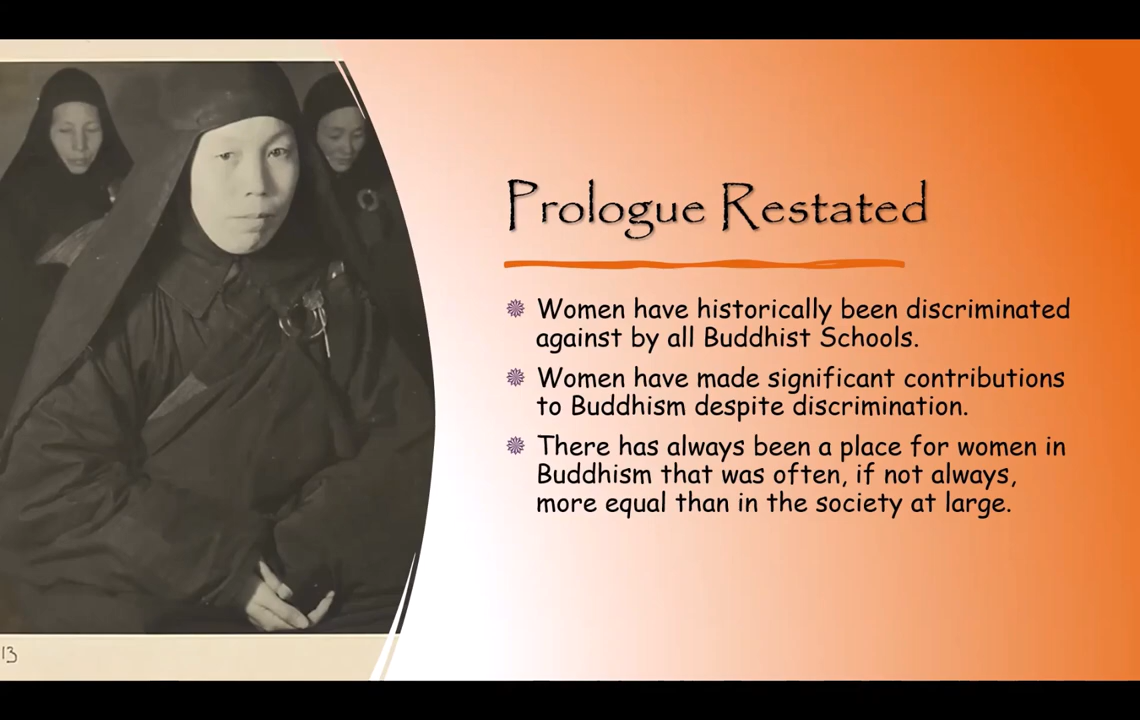 Prologue Restated
Women have historically been discriminated
against by all Buddhist Schools.
Women have made significant contributions
to Buddhism despite discrimination.
There has always been a place for women in
Buddhism that was often, if not always,
more equal than in the society at large.
13